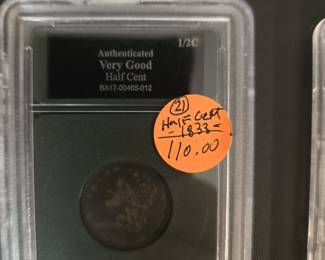 Authenticated
1/2C
Very Good
Half Cent
BA17-00465-012
(21)
Half Cent
- 1833 -
110.00